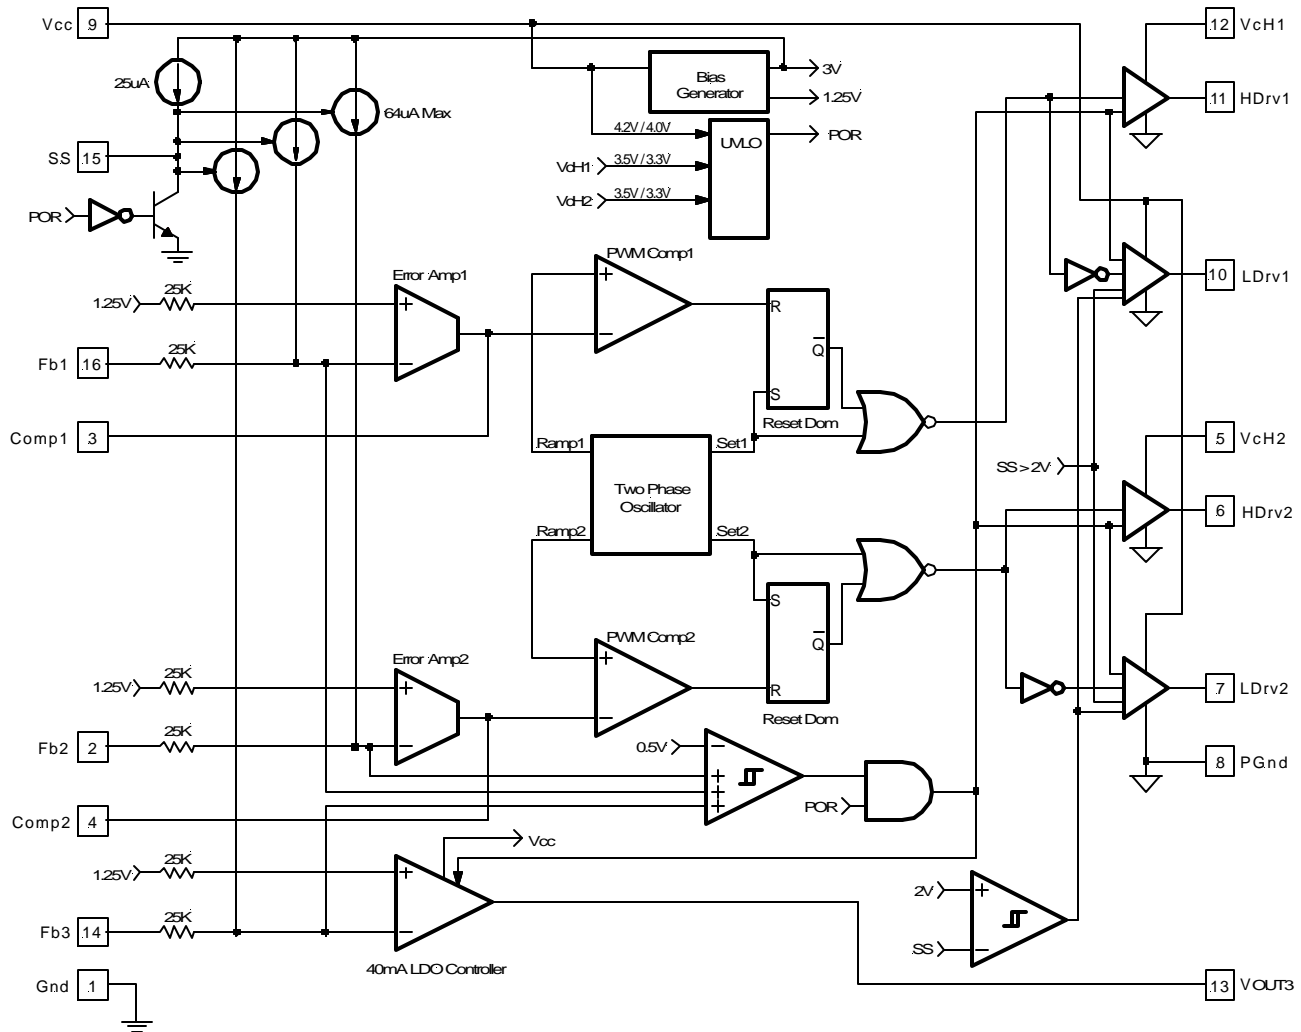 Vcc 9
25uA
64uA Max
SS 15
POR
Bias
Generator
3V
1.25V
4.2V / 4.0V
UVLO
POR
VcH1
3.5V / 3.3V
VcH2
3.5V / 3.3V
12 VcH1
11 HDrv1
10 LDrv1
PWM Comp1
Error Amp1
1.25V
25K
+
−
+
−
R
Q
S
Reset Dom
Fb1 16
25K
Comp1 3
Ramp1
Set1
Two Phase
Oscillator
Ramp2
Set2
SS > 2V
5 VcH2
6 HDrv2
S
Q
R
Reset Dom
PWM Comp2
+
−
Error Amp2
1.25V
25K
+
−
Fb2 2
25K
7 LDrv2
8 PGnd
0.5V
−
+
+
+
POR
Comp2 4
Vcc
1.25V
25K
+
−
Fb3 14
25K
40mA LDO Controller
2V
+
SS
−
Gnd 1
13 VOUT3